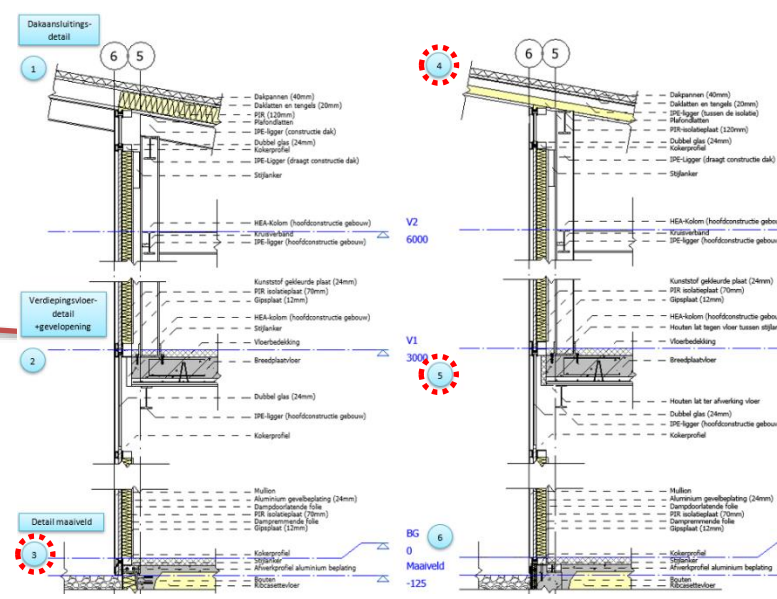 Dakaansluitings-
detail
6 5
1
Dakpannen (40mm)
Daklatten en tengels (20mm)
PIR (120mm)
Plafondlatten
IPE-ligger (constructie dak)
Dubbel glas (24mm)
Kokerprofiel
IPE-Ligger (draagt constructie dak)
Stijlanker
HEA-Kolom (hoofdconstructie gebouw)
Kruisverband
IPE-ligger (hoofdconstructie gebouw)
V2
6000
Verdiepingsvloer-
detail
+gevelopening
2
Kunststof gekleurde plaat (24mm)
PIR isolatieplaat (70mm)
Gipsplaat (12mm)
HEA-kolom (hoofdconstructie gebouw)
Stijlanker
Vloerbedekking
Breedplaatvloer
V1
3000
Dubbel glas (24mm)
IPE-ligger (hoofdconstructie gebouw)
Kokerprofiel
Detail maaiveld
3
Mullion
Aluminium gevelbeplating (24mm)
Dampdoorlatende folie
PIR isolatieplaat (70mm)
Dampremmende folie
Gipsplaat (12mm)
Kokerprofiel
Stijlanker
Afwerkprofiel aluminium beplating
Bouten
Ribcasettevloer
BG
0
Maaiveld
-125
6 5
4
Dakpannen (40mm)
Daklatten en tengels (20mm)
IPE-ligger (tussen de isolatie)
Plafondlatten
PIR-isolatieplaat (120mm)
Dubbel glas (24mm)
Kokerprofiel
IPE-Ligger (draagt constructie dak)
Stijlanker
HEA-Kolom (hoofdconstructie gebou
Kruisverband
IPE-ligger (hoofdconstructie gebou
5
Kunststof gekleurde plaat (24mm)
PIR isolatieplaat (70mm)
Gipsplaat (12mm)
HEA-kolom (hoofdconstructie gebou
Houten lat tegen vloer tussen stijlan
Vloerbedekking
Breedplaatvloer
Houten lat ter afwerking vloer
Dubbel glas (24mm)
IPE-ligger (hoofdconstructie gebou
Kokerprofiel
6
Mullion
Aluminium gevelbeplating (24mm)
Dampdoorlatende folie
PIR isolatieplaat (70mm)
Dampremmende folie
Gipsplaat (12mm)
Kokerprofiel
Stijlanker
Afwerkprofiel aluminium beplating
Bouten
Ribcasettevloer